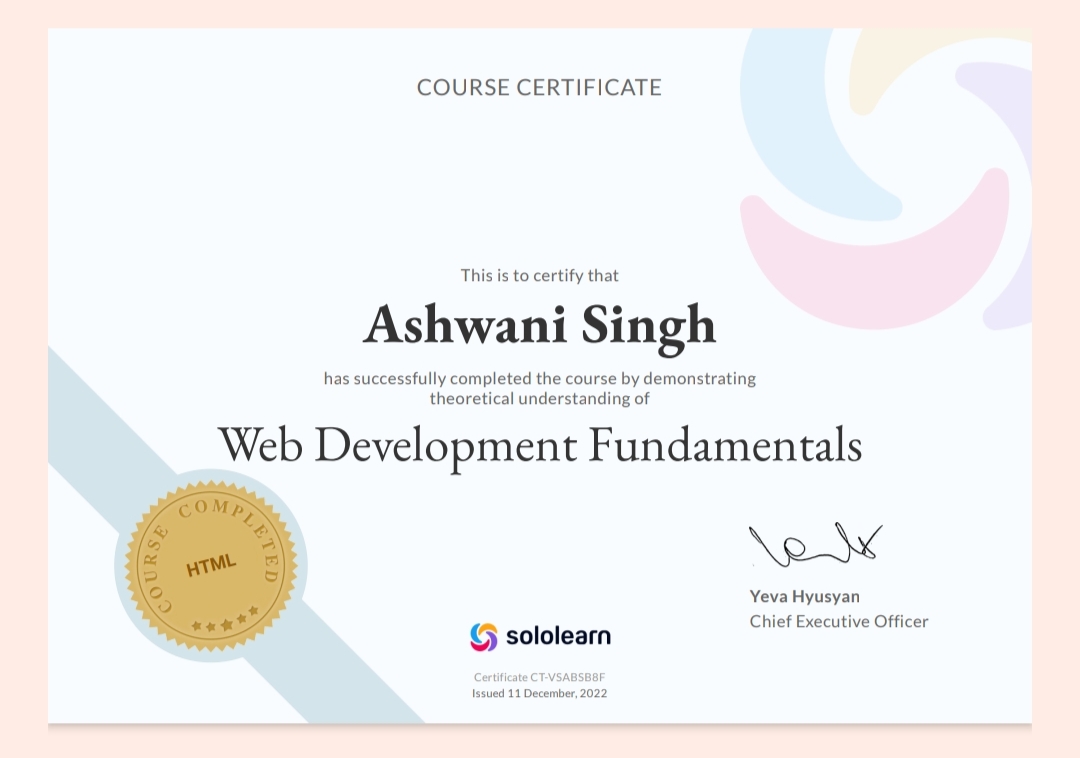 COURSE CERTIFICATE
This is to certify that
Ashwani Singh
has successfully completed the course by demonstrating
theoretical understanding of
Web Development Fundamentals
COURSE COMPLETED
HTML
Yeva Hyusyan
Chief Executive Officer
sololearn
Certificate CT-VSABSB8F
Issued 11 December, 2022